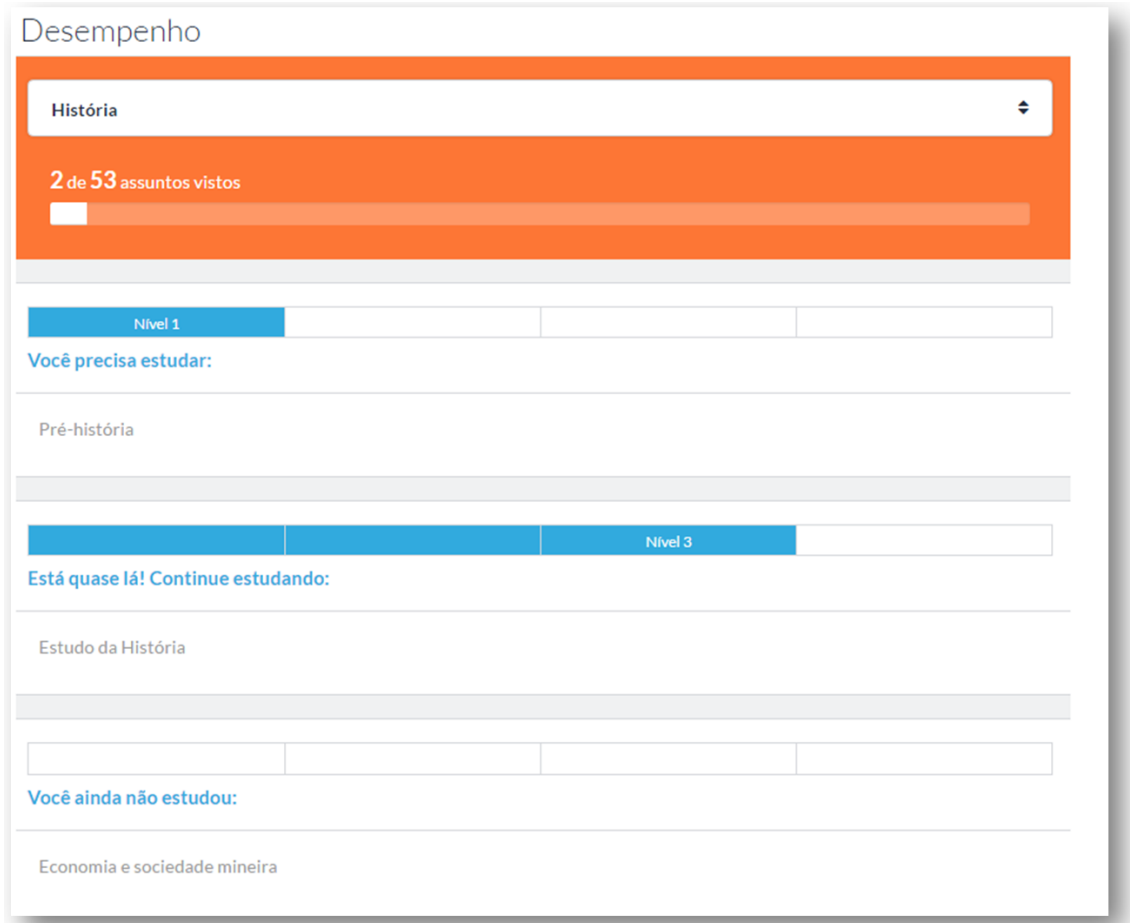 Desempenho
História
2 de 53 assuntos vistos
Nível 1
Você precisa estudar:
Pré-história
Nível 3
Está quase lá! Continue estudando:
Estudo da História
Você ainda não estudou:
Economia e sociedade mineira